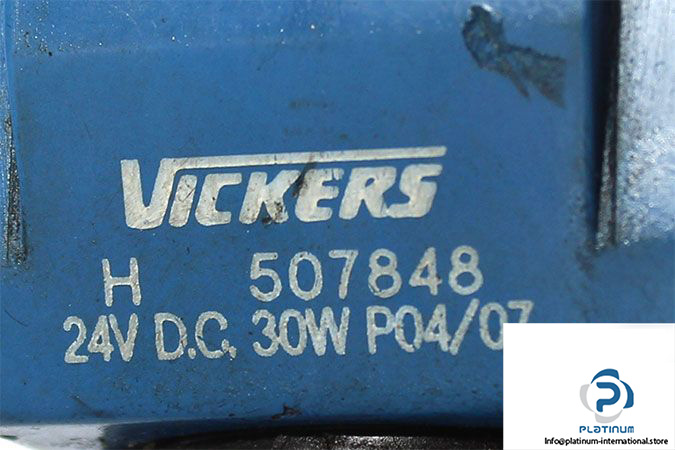 VICKERS
H 507848
24V D.C, 30W P04/07
PLATINUM
Info@platinum-international.store